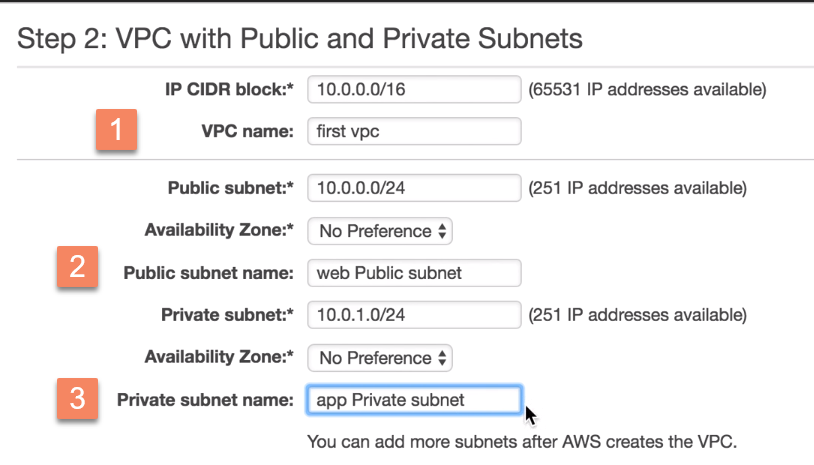 Step 2: VPC with Public and Private Subnets
IP CIDR block:* 10.0.0.0/16 (65531 IP addresses available)
1 VPC name: first vpc
Public subnet:* 10.0.0.0/24 (251 IP addresses available)
Availability Zone:* No Preference
2 Public subnet name: web Public subnet
Private subnet:* 10.0.1.0/24 (251 IP addresses available)
Availability Zone:* No Preference
3 Private subnet name: app Private subnet
You can add more subnets after AWS creates the VPC.